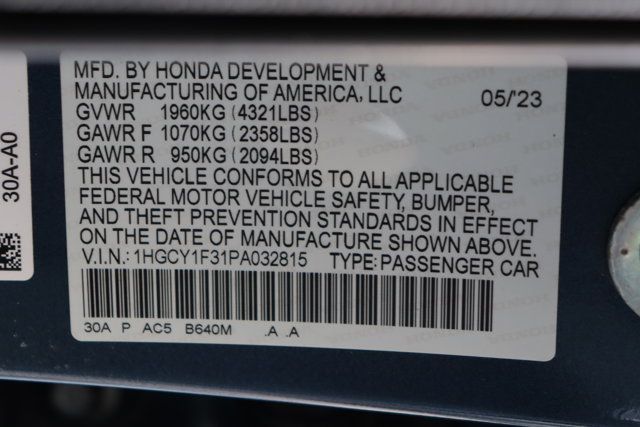 MFD. BY HONDA DEVELOPMENT &
MANUFACTURING OF AMERICA, LLC 05/'23
GVWR 1960KG (4321LBS)
GAWR F 1070KG (2358LBS)
GAWR R 950KG (2094LBS)
THIS VEHICLE CONFORMS TO ALL APPLICABLE
FEDERAL MOTOR VEHICLE SAFETY, BUMPER,
AND THEFT PREVENTION STANDARDS IN EFFECT
ON THE DATE OF MANUFACTURE SHOWN ABOVE.
V.I.N.: 1HGCY1F31PA032815 TYPE: PASSENGER CAR
30A P AC5 B640M .A .A
30A-A0